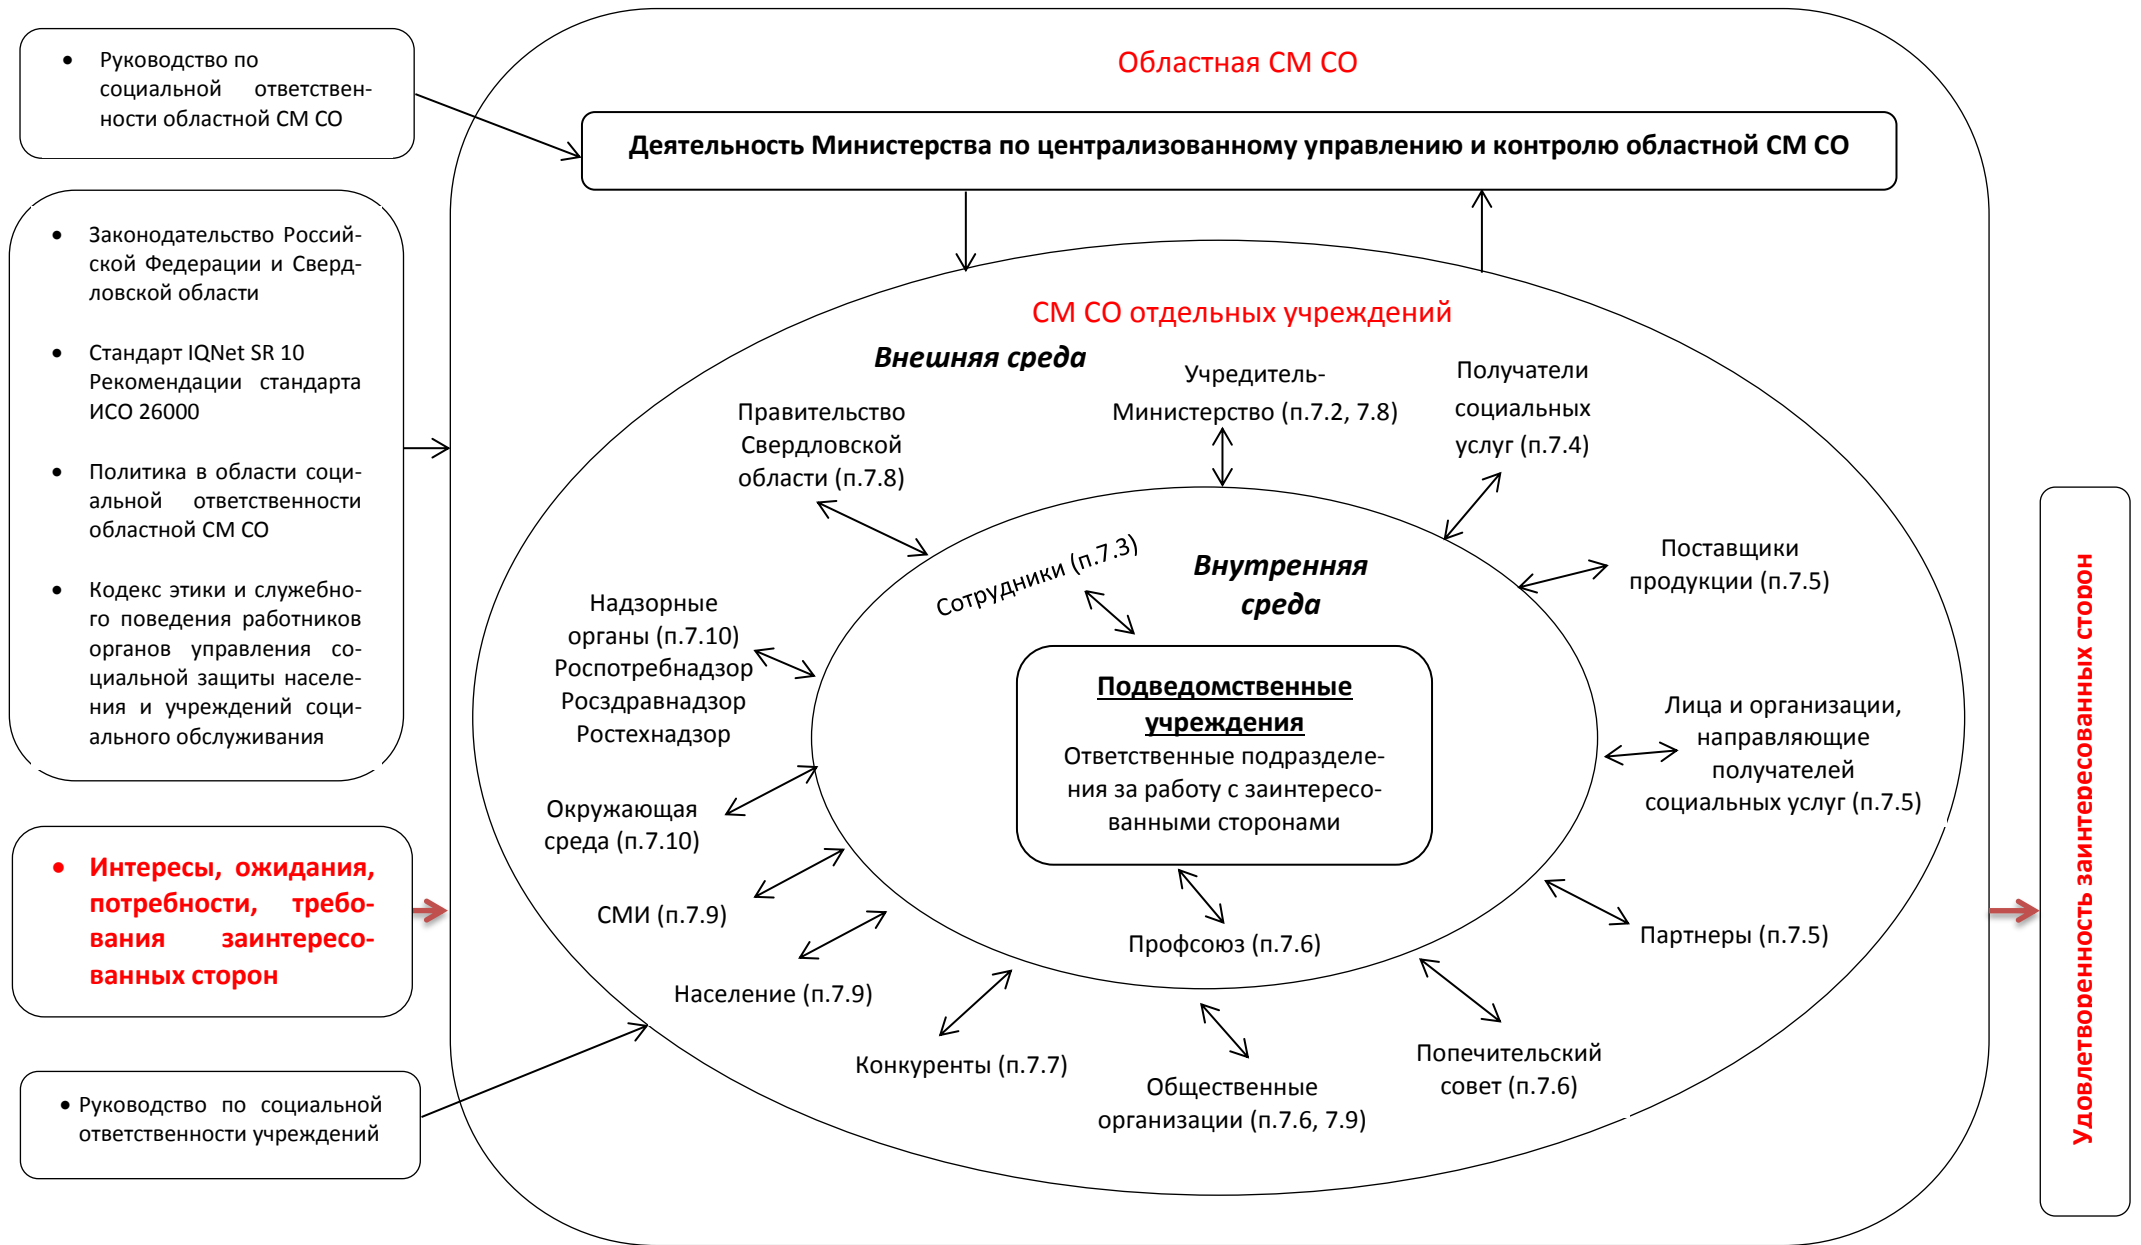 Областная СМ СО
• Руководство по
социальной ответствен-
ности областной СМ СО
Деятельность Министерства по централизованному управлению и контролю областной СМ СО
• Законодательство Россий-
ской Федерации и Сверд-
ловской области
• Стандарт IQNet SR 10
Рекомендации стандарта
ИСО 26000
• Политика в области соци-
альной ответственности
областной СМ СО
• Кодекс этики и служебно-
го поведения работников
органов управления со-
циальной защиты населе-
ния и учреждений соци-
ального обслуживания
• Интересы, ожидания,
потребности, требо-
вания заинтересо-
ванных сторон
• Руководство по социальной
ответственности учреждений
СМ СО отдельных учреждений
Внешняя среда
Учредитель-
Министерство (п.7.2, 7.8)
Получатели
социальных
услуг (п.7.4)
Правительство
Свердловской
области (п.7.8)
Поставщики
продукции (п.7.5)
Сотрудники (п.7.3)
Внутренняя
среда
Надзорные
органы (п.7.10)
Роспотребнадзор
Росздравнадзор
Ростехнадзор
Подведомственные
учреждения
Ответственные подразделе-
ния за работу с заинтересо-
ванными сторонами
Лица и организации,
направляющие
получателей
социальных услуг (п.7.5)
Окружающая
среда (п.7.10)
СМИ (п.7.9)
Профсоюз (п.7.6)
Партнеры (п.7.5)
Население (п.7.9)
Конкуренты (п.7.7)
Общественные
организации (п.7.6, 7.9)
Попечительский
совет (п.7.6)
Удовлетворенность заинтересованных сторон